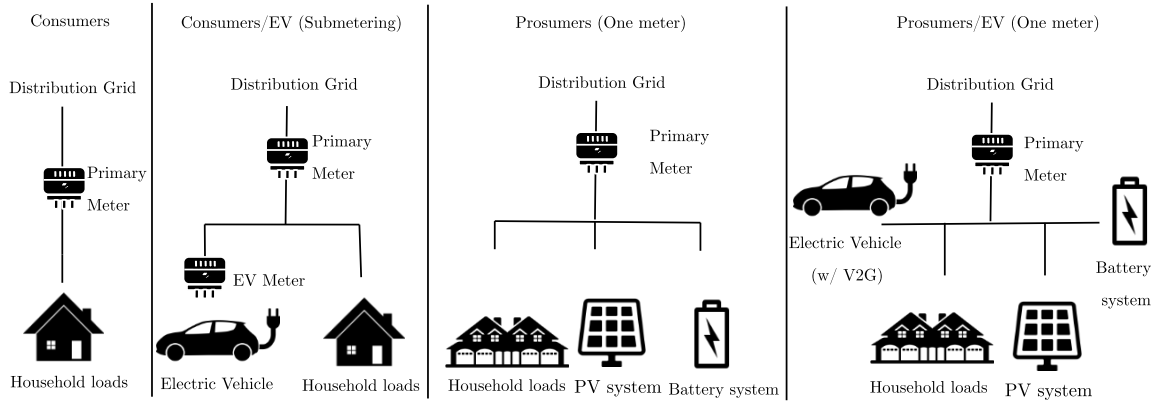 Consumers
Distribution Grid
Primary
Meter
Household loads
Consumers/EV (Submetering)
Distribution Grid
Primary
Meter
EV Meter
Electric Vehicle
Household loads
Prosumers (One meter)
Distribution Grid
Primary
Meter
Household loads
PV system
Battery system
Prosumers/EV (One meter)
Distribution Grid
Primary
Meter
Electric Vehicle
(w/ V2G)
Battery
system
Household loads
PV system